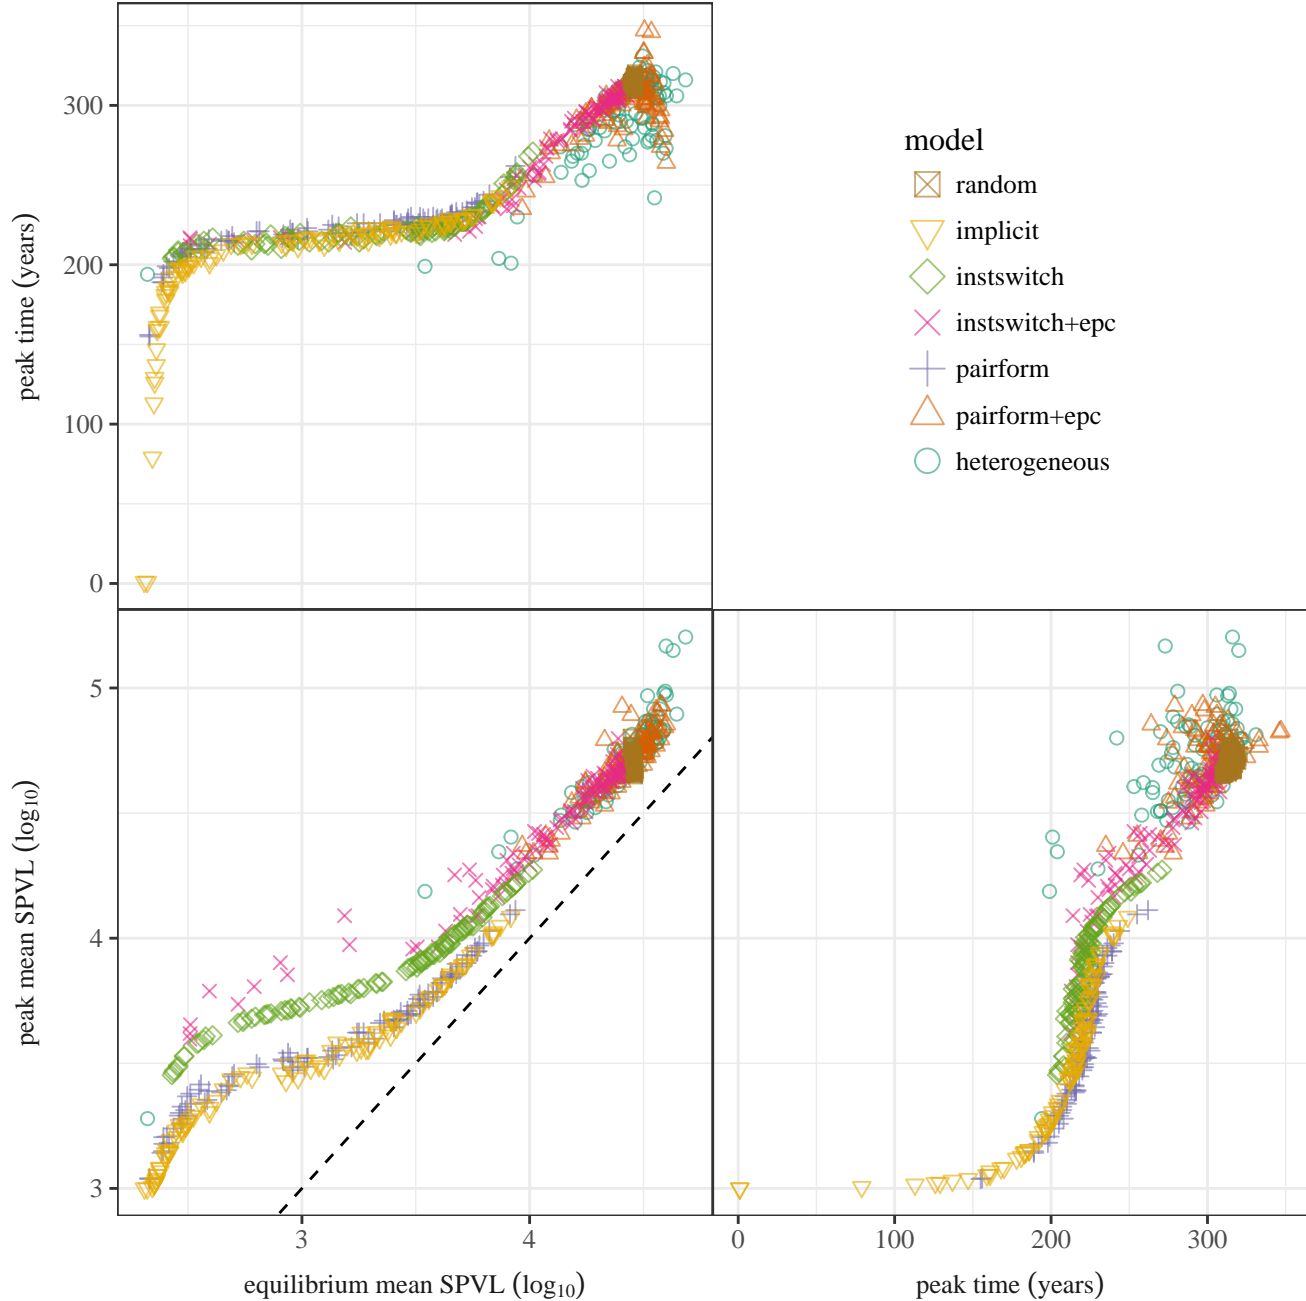 300
200
100
0
peak time (years)
model
random
implicit
instswitch
instswitch+epc
pairform
pairform+epc
heterogeneous
5
4
3
peak mean SPVL (log₁₀)
3 4
equilibrium mean SPVL (log₁₀)
0 100 200 300
peak time (years)